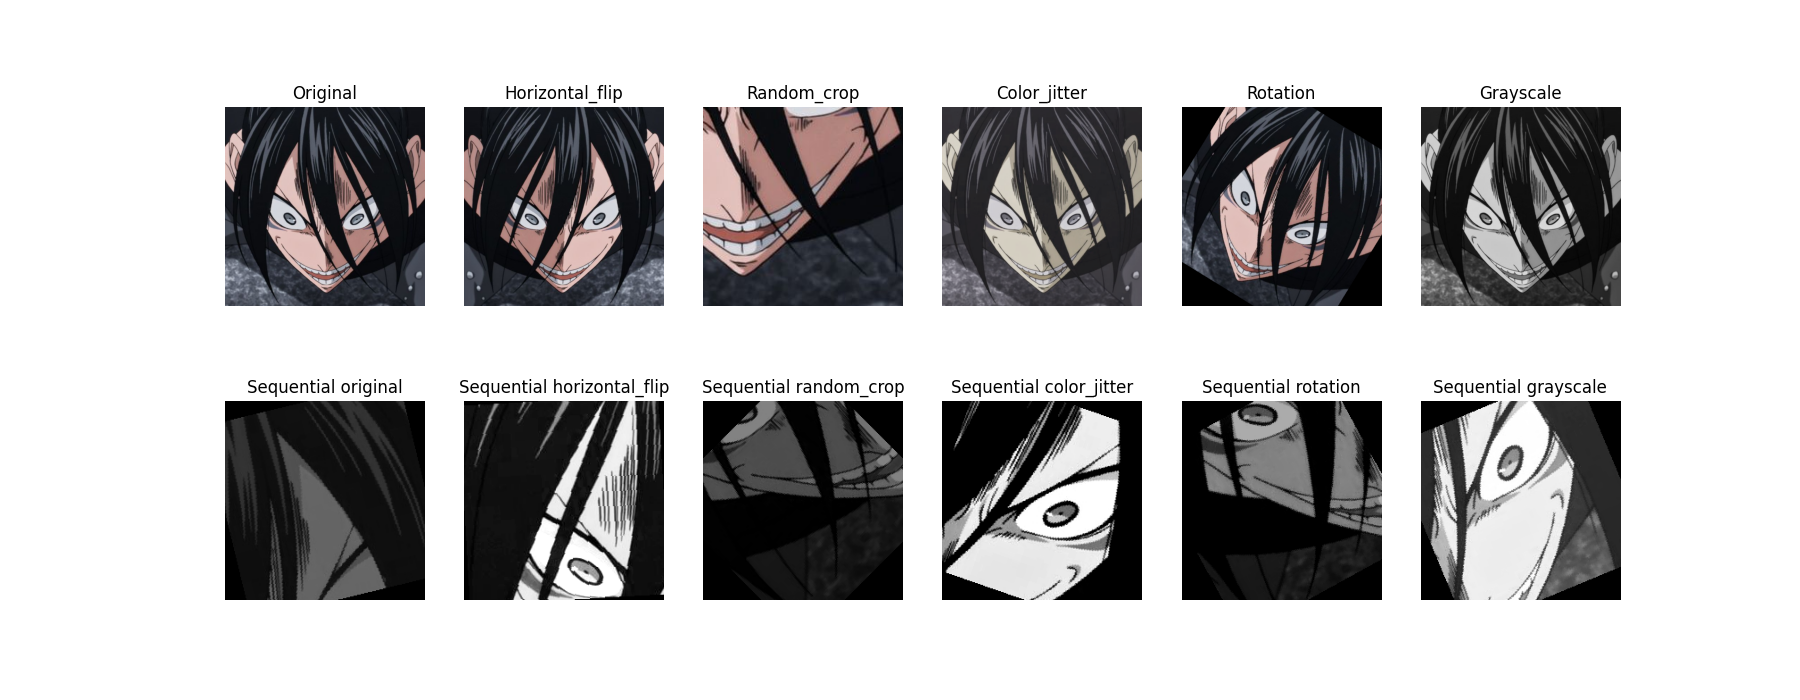 Original
Horizontal_flip
Random_crop
Color_jitter
Rotation
Grayscale
Sequential original
Sequential horizontal_flip
Sequential random_crop
Sequential color_jitter
Sequential rotation
Sequential grayscale